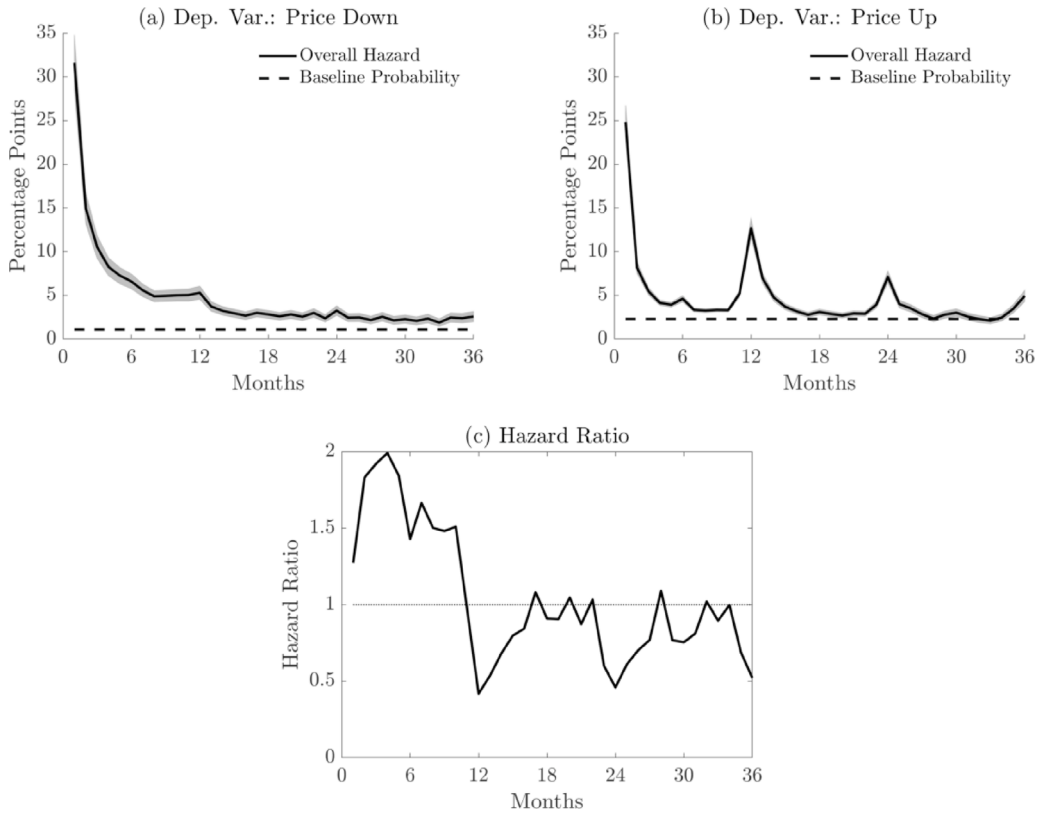 (a) Dep. Var.: Price Down
35
30
25
20
15
10
5
0
Percentage Points
Overall Hazard
Baseline Probability
0 6 12 18 24 30 36
Months
(b) Dep. Var.: Price Up
35
30
25
20
15
10
5
0
Percentage Points
Overall Hazard
Baseline Probability
0 6 12 18 24 30 36
Months
(c) Hazard Ratio
2
1.5
1
0.5
0
Hazard Ratio
0 6 12 18 24 30 36
Months